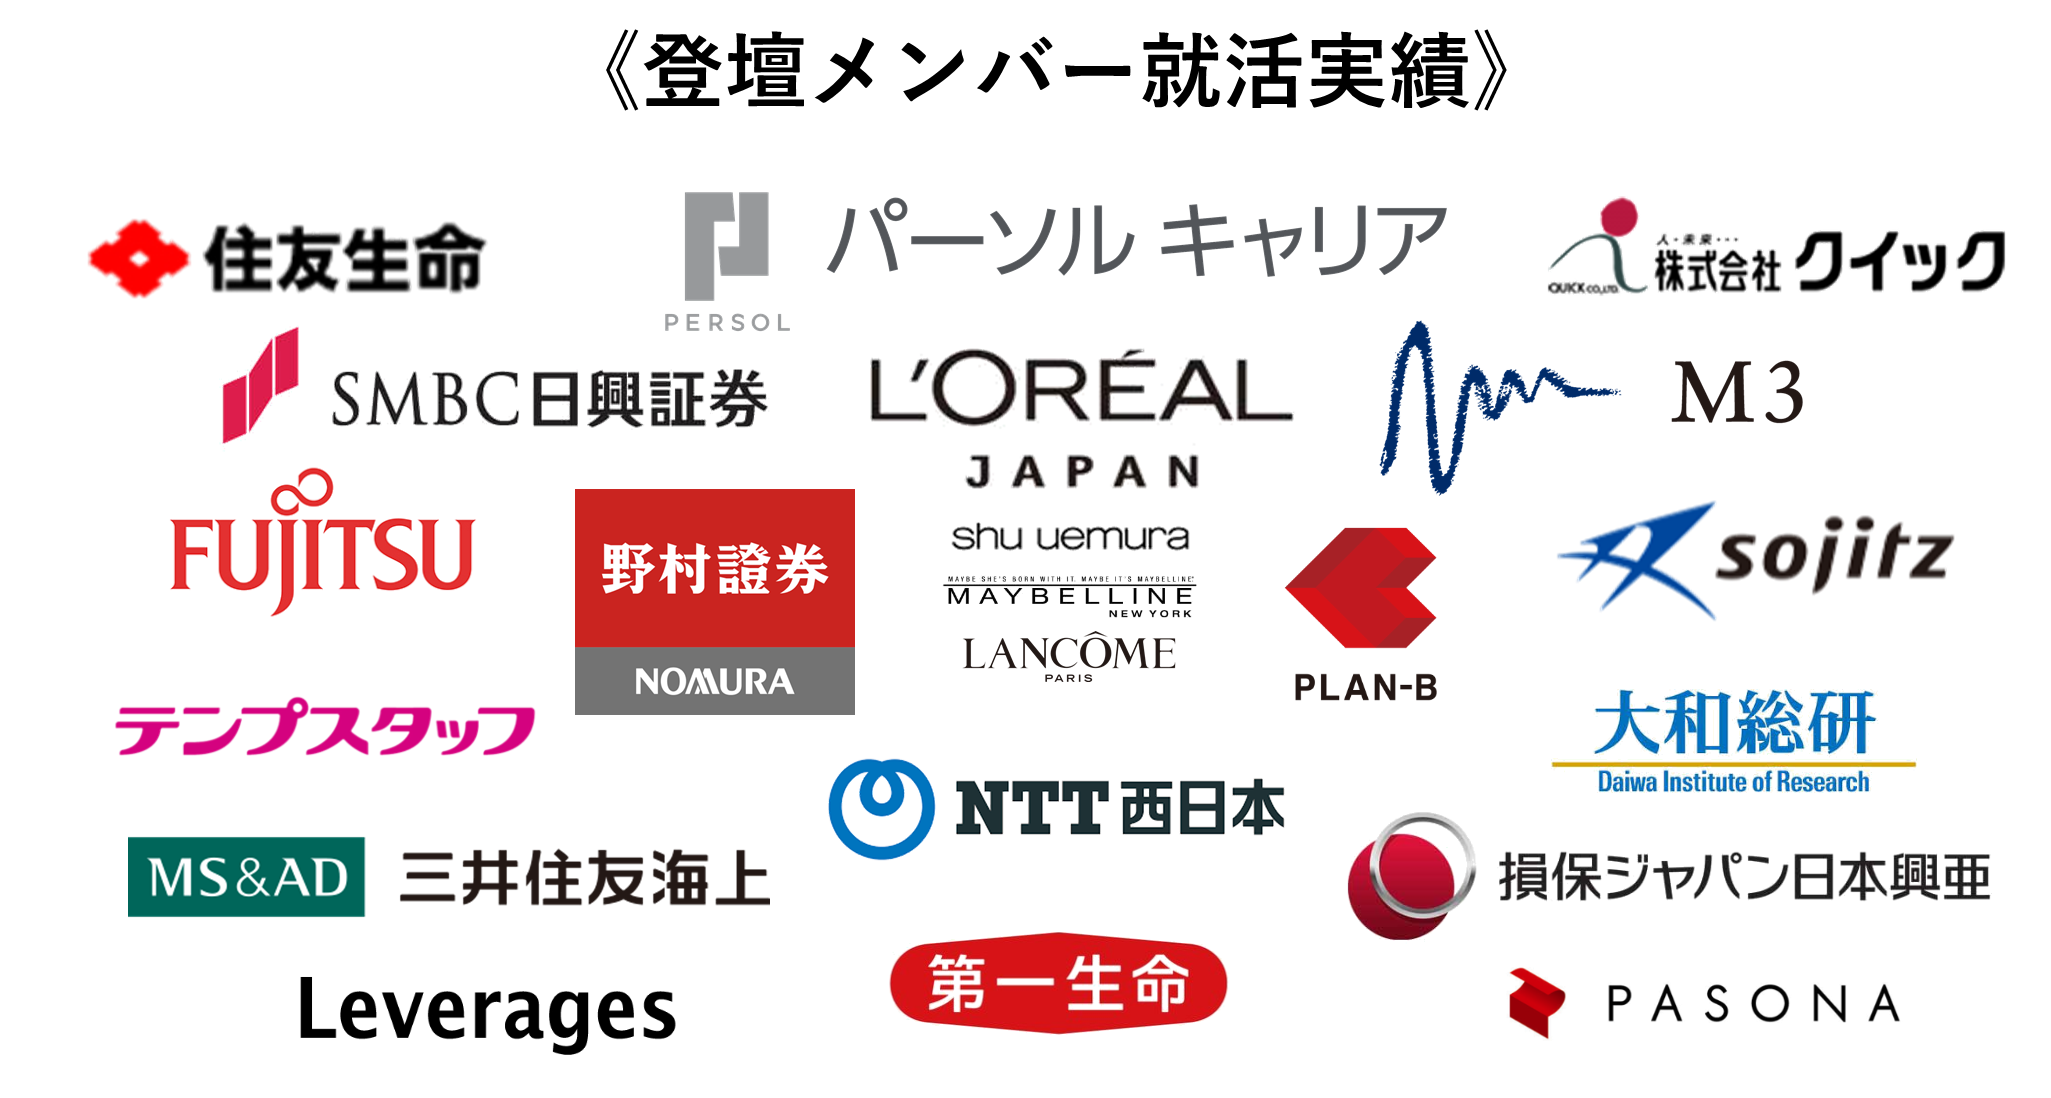 《登壇メンバー就活実績》
住友生命
パーソル キャリア
PERSOL
人・未来・・・
QUICK CO.,LTD.
株式会社クイック
SMBC日興証券
L'ORÉAL
JAPAN
M3
FUJITSU
野村證券
NOMURA
shu uemura
MAYBE SHE'S BORN WITH IT. MAYBE IT'S MAYBELLINE®
MAYBELLINE
NEW YORK
LANCÔME
PARIS
PLAN-B
sojitz
テンプスタッフ
大和総研
Daiwa Institute of Research
NTT西日本
MS&AD 三井住友海上
損保ジャパン日本興亜
Leverages
第一生命
PASONA